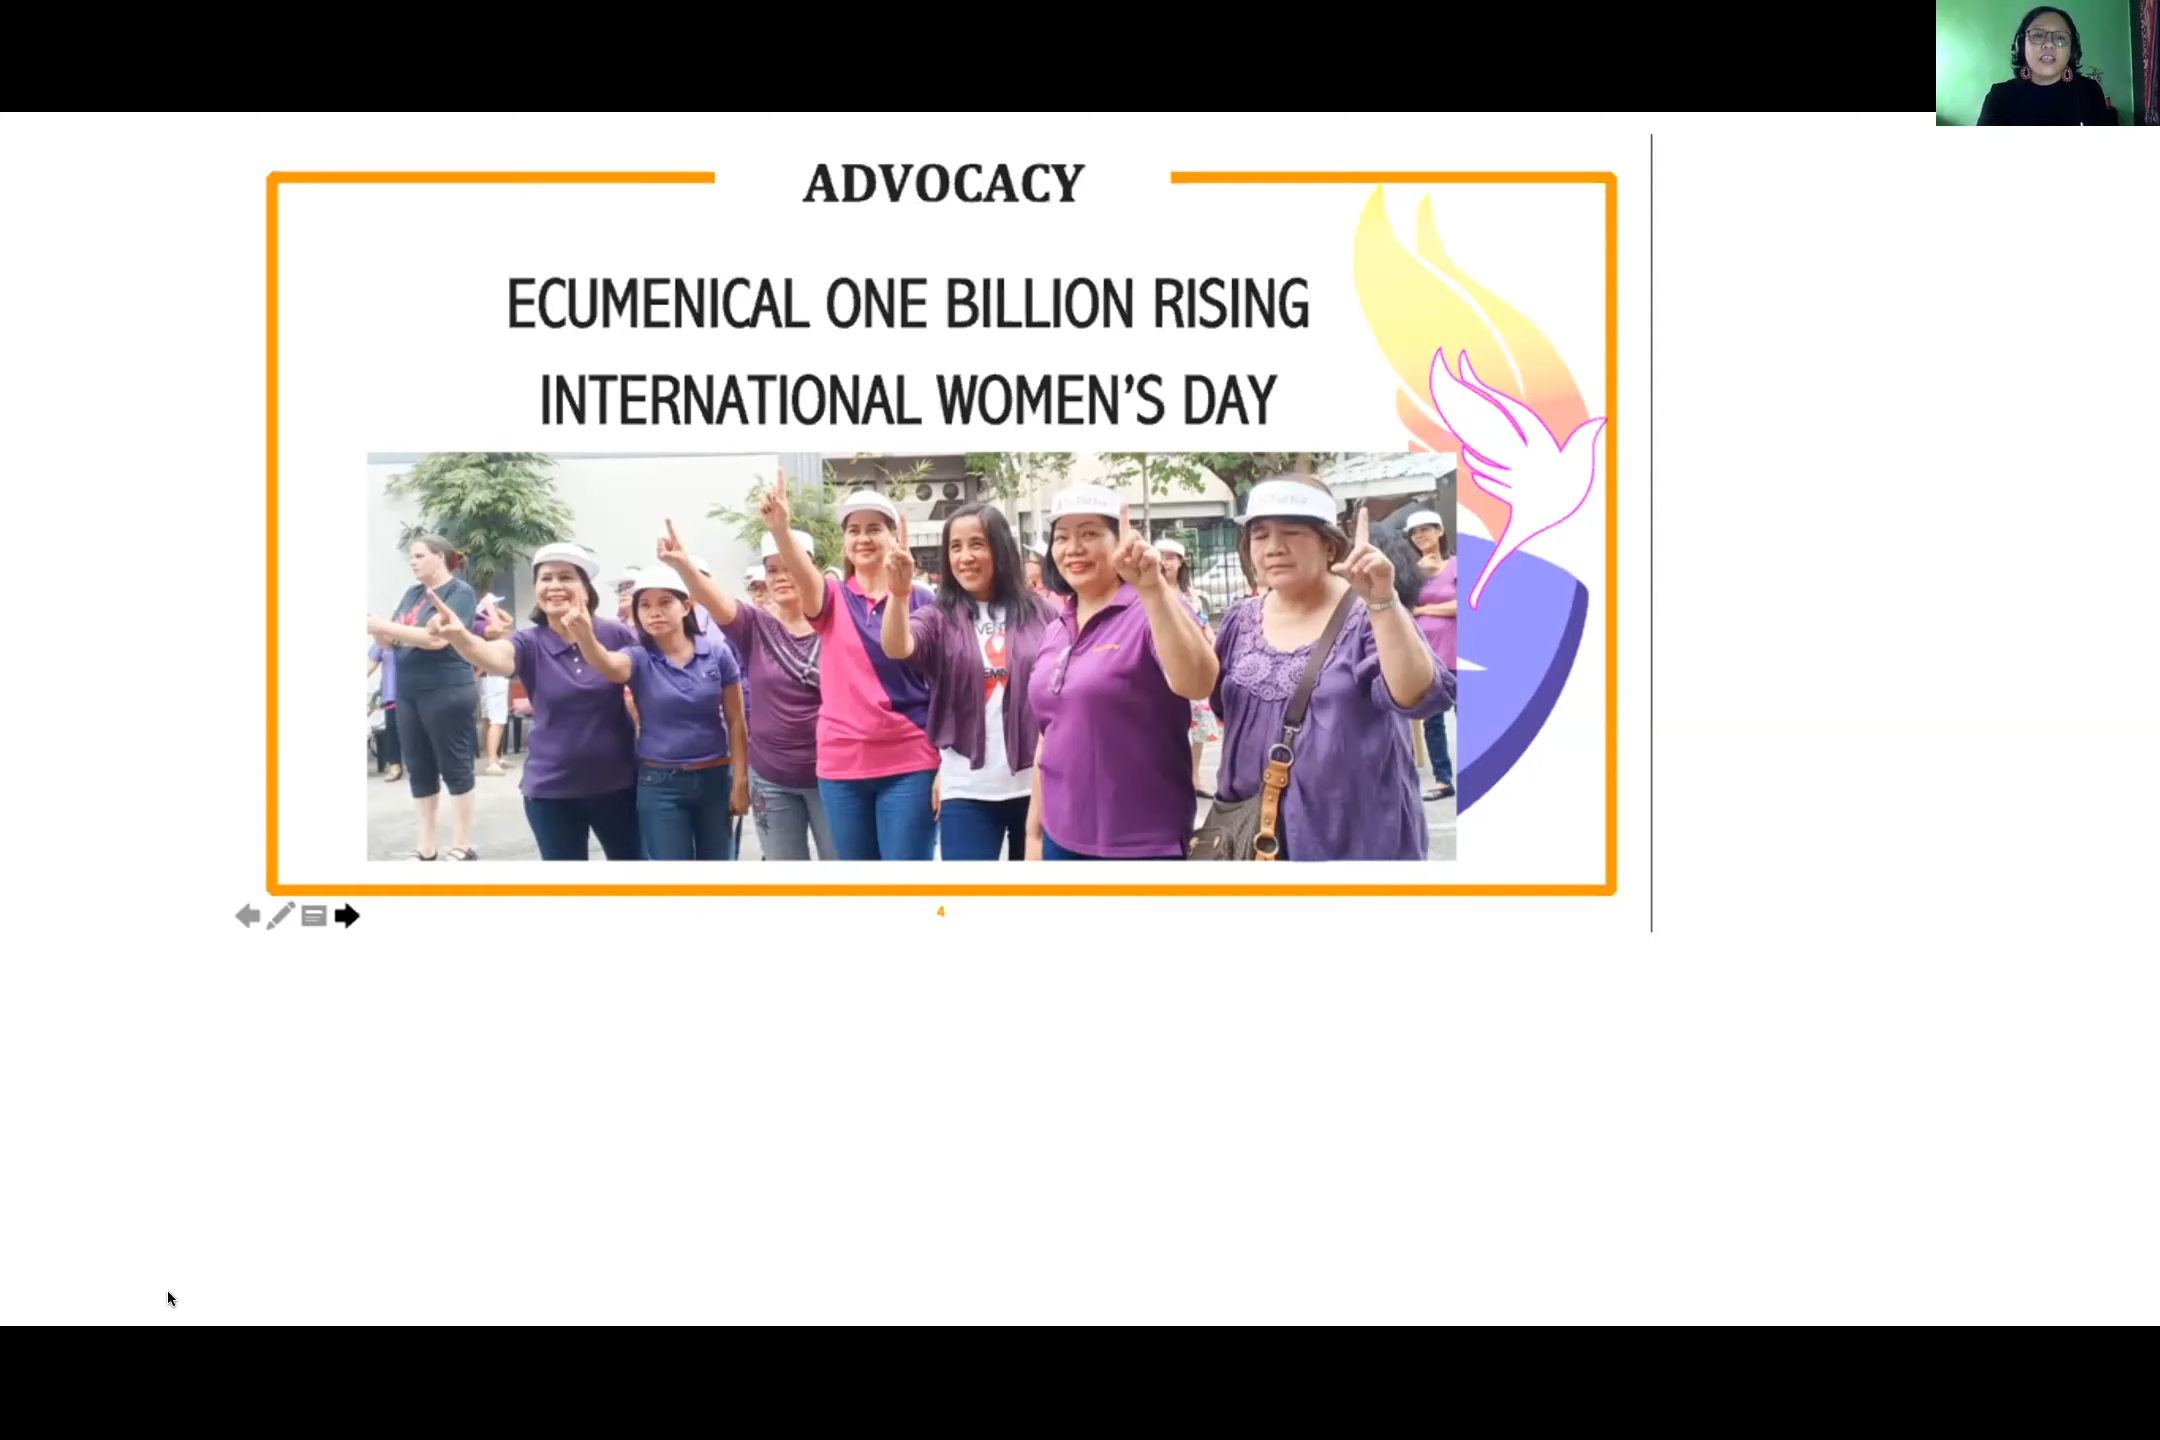 ADVOCACY
ECUMENICAL ONE BILLION RISING
INTERNATIONAL WOMEN'S DAY
4